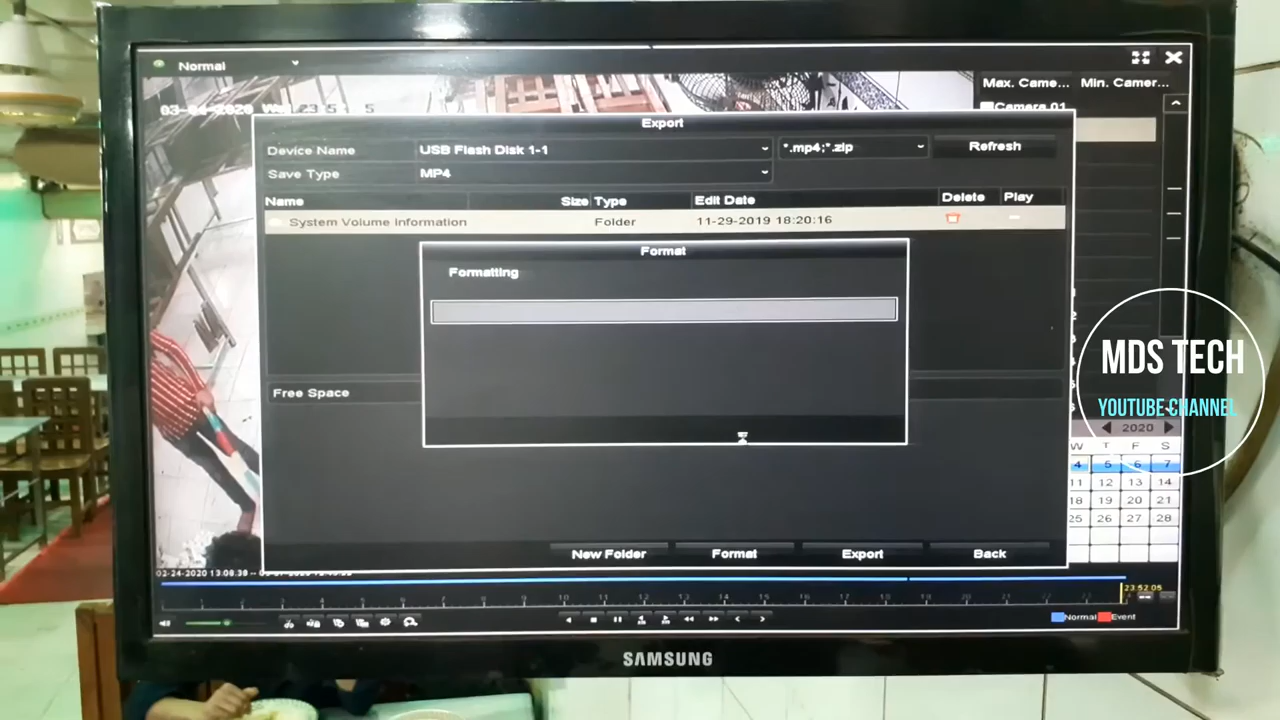 Normal
Max. Came... Min. Camer...
Camera 01
Export
Device Name USB Flash Disk 1-1 *.mp4;*.zip Refresh
Save Type MP4
Name Size Type Edit Date Delete Play
System Volume Information Folder 11-29-2019 18:20:16
Format
Formatting
Free Space
MDS TECH
YOUTUBE CHANNEL
2020
W T F S
4 5 6 7
11 12 13 14
18 19 20 21
25 26 27 28
New Folder Format Export Back
23:52:05
Normal Event
SAMSUNG